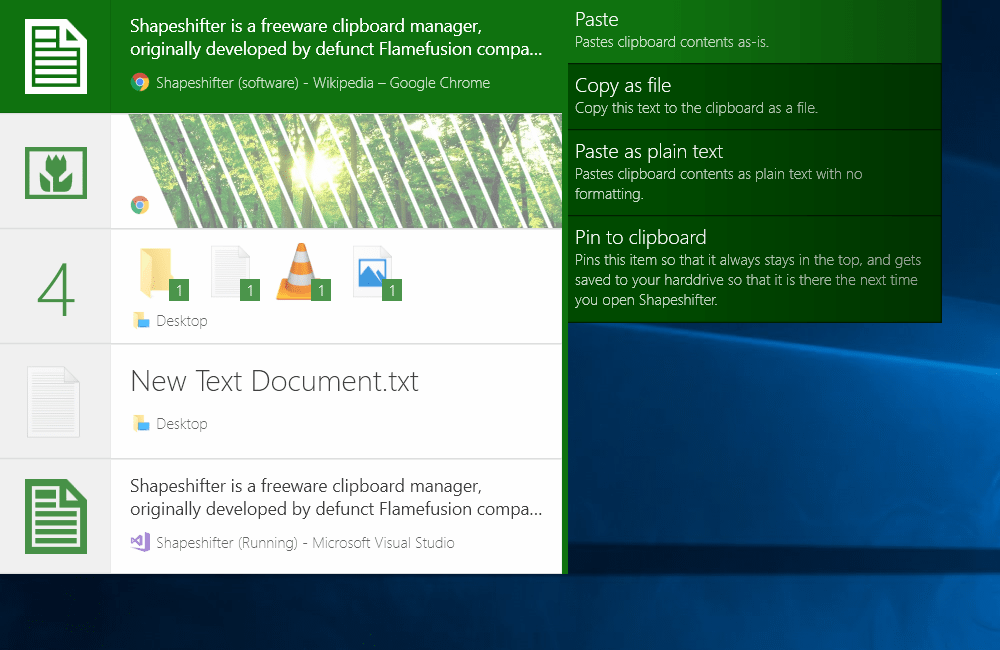 Shapeshifter is a freeware clipboard manager,
originally developed by defunct Flamefusion compa...
Shapeshifter (software) - Wikipedia – Google Chrome
4
1
1
1
1
Desktop
New Text Document.txt
Desktop
Shapeshifter is a freeware clipboard manager,
originally developed by defunct Flamefusion compa...
Shapeshifter (Running) - Microsoft Visual Studio
Paste
Pastes clipboard contents as-is.
Copy as file
Copy this text to the clipboard as a file.
Paste as plain text
Pastes clipboard contents as plain text with no
formatting.
Pin to clipboard
Pins this item so that it always stays in the top, and gets
saved to your harddrive so that it is there the next time
you open Shapeshifter.